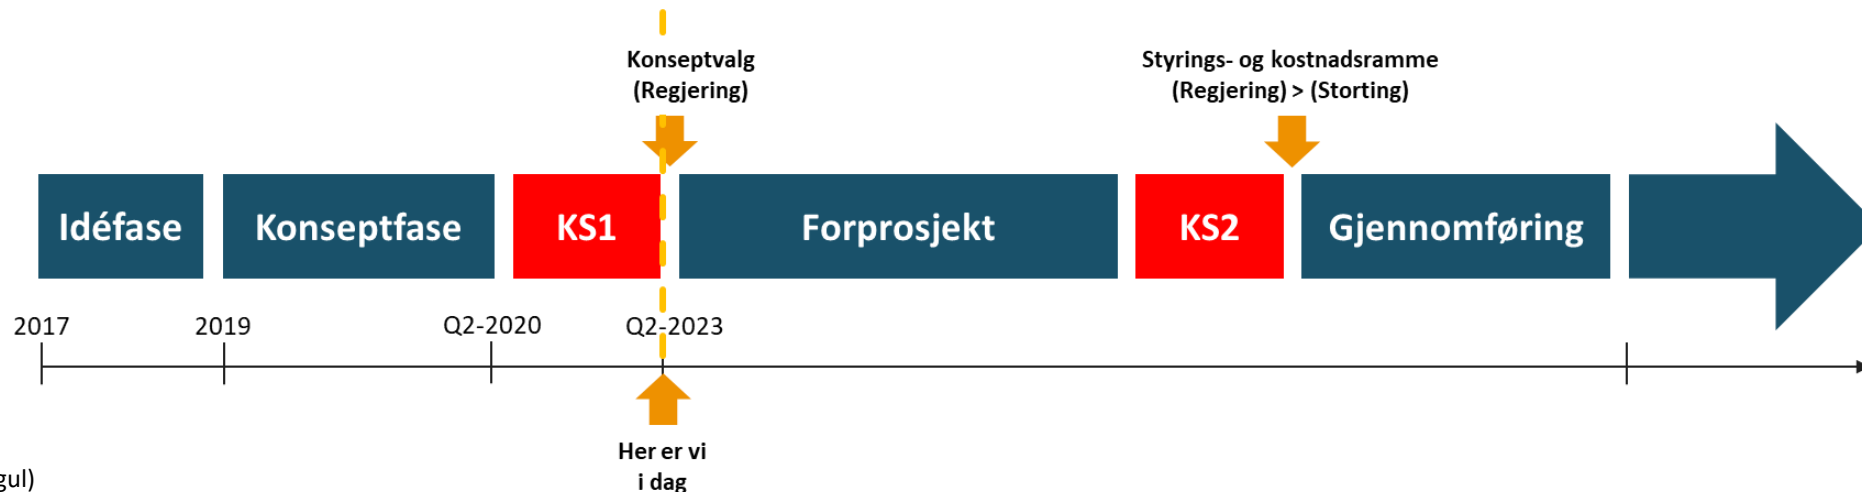 Konseptvalg
(Regjering)
Styrings- og kostnadsramme
(Regjering) > (Storting)
Idéfase
Konseptfase
KS1
Forprosjekt
KS2
Gjennomføring
2017
2019
Q2-2020
Q2-2023
Her er vi
i dag
gul)